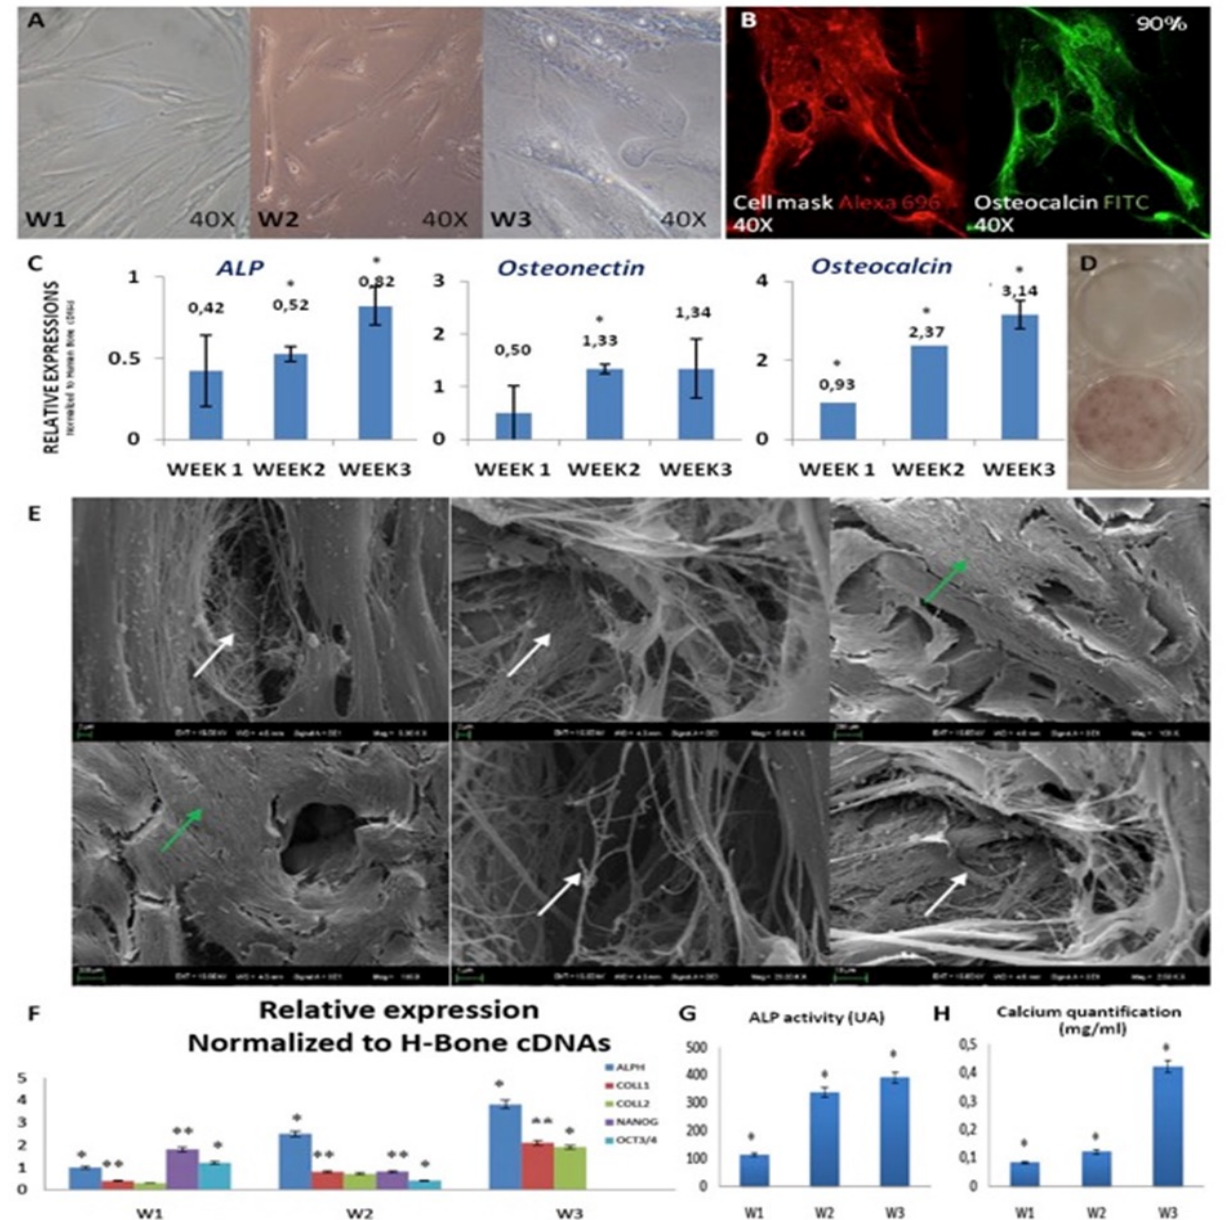 A
W1
40X
W2
40X
W3
40X
B
90%
Cell mask Alexa 696
40X
Osteocalcin FITC
40X
C
RELATIVE EXPRESSIONS
Normalized to Human Bone cDNAs
ALP
1
0.5
0
0,42
*
0,52
*
0,82
WEEK 1 WEEK2 WEEK3
Osteonectin
3
2
1
0
0,50
*
1,33
1,34
WEEK 1 WEEK2 WEEK3
Osteocalcin
4
2
0
*
0,93
*
2,37
*
3,14
WEEK 1 WEEK2 WEEK3
D
E
F
Relative expression
Normalized to H-Bone cDNAs
5
4
3
2
1
0
* ** ** *
* ** ** *
* ** *
W1 W2 W3
ALPH
COLL1
COLL2
NANOG
OCT3/4
G
ALP activity (UA)
500
400
300
200
100
0
* * *
W1 W2 W3
H
Calcium quantification
(mg/ml)
0,5
0,4
0,3
0,2
0,1
0
* * *
W1 W2 W3